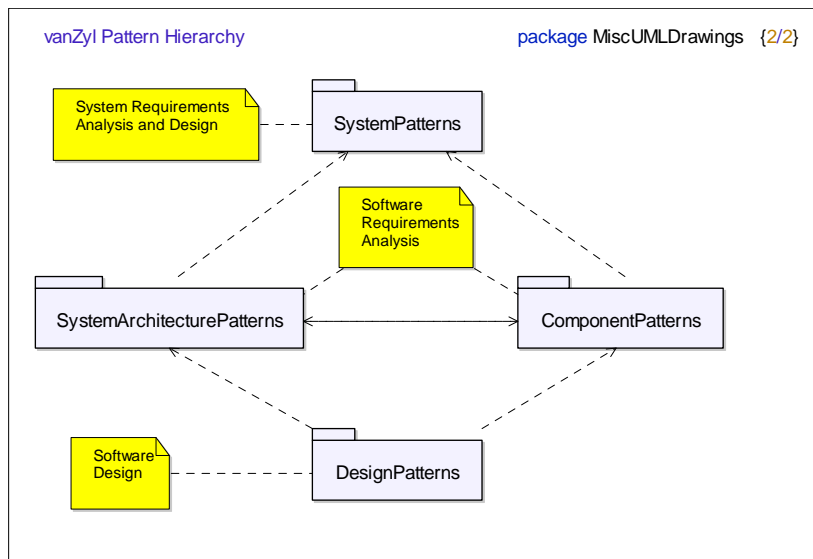 vanZyl Pattern Hierarchy
package MiscUMLDrawings {2/2}
System Requirements
Analysis and Design
SystemPatterns
Software
Requirements
Analysis
SystemArchitecturePatterns
ComponentPatterns
Software
Design
DesignPatterns